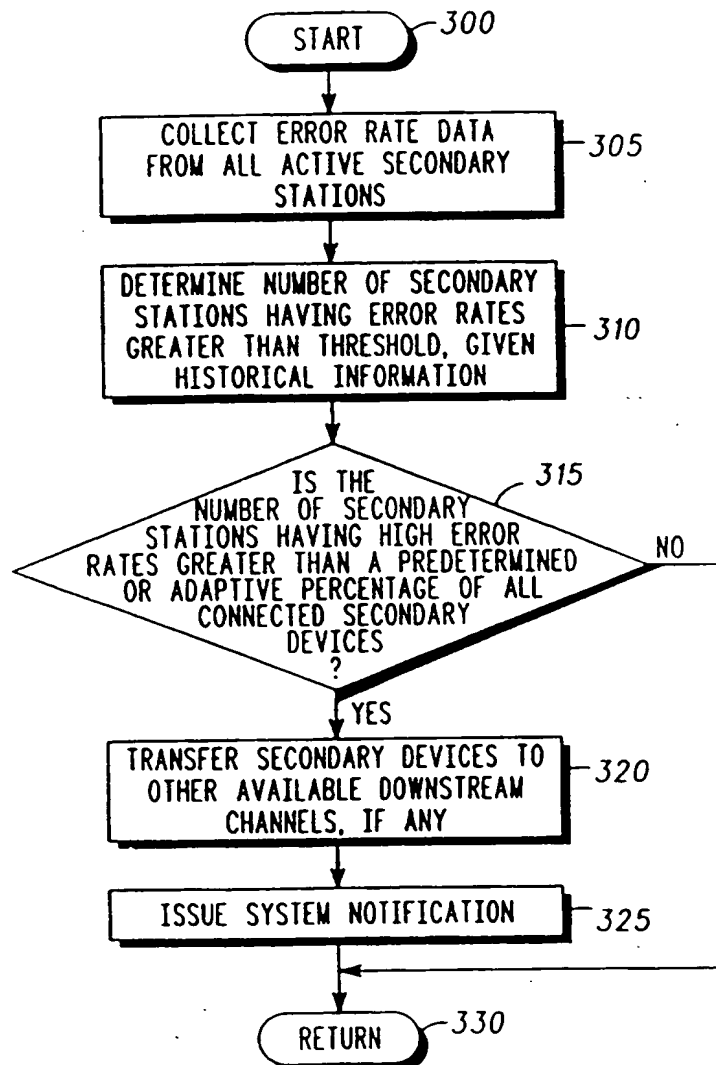 START
300
COLLECT ERROR RATE DATA
FROM ALL ACTIVE SECONDARY
STATIONS
305
DETERMINE NUMBER OF SECONDARY
STATIONS HAVING ERROR RATES
GREATER THAN THRESHOLD, GIVEN
HISTORICAL INFORMATION
310
IS THE
NUMBER OF SECONDARY
STATIONS HAVING HIGH ERROR
RATES GREATER THAN A PREDETERMINED
OR ADAPTIVE PERCENTAGE OF ALL
CONNECTED SECONDARY
DEVICES
?
315
NO
YES
TRANSFER SECONDARY DEVICES TO
OTHER AVAILABLE DOWNSTREAM
CHANNELS, IF ANY
320
ISSUE SYSTEM NOTIFICATION
325
RETURN
330